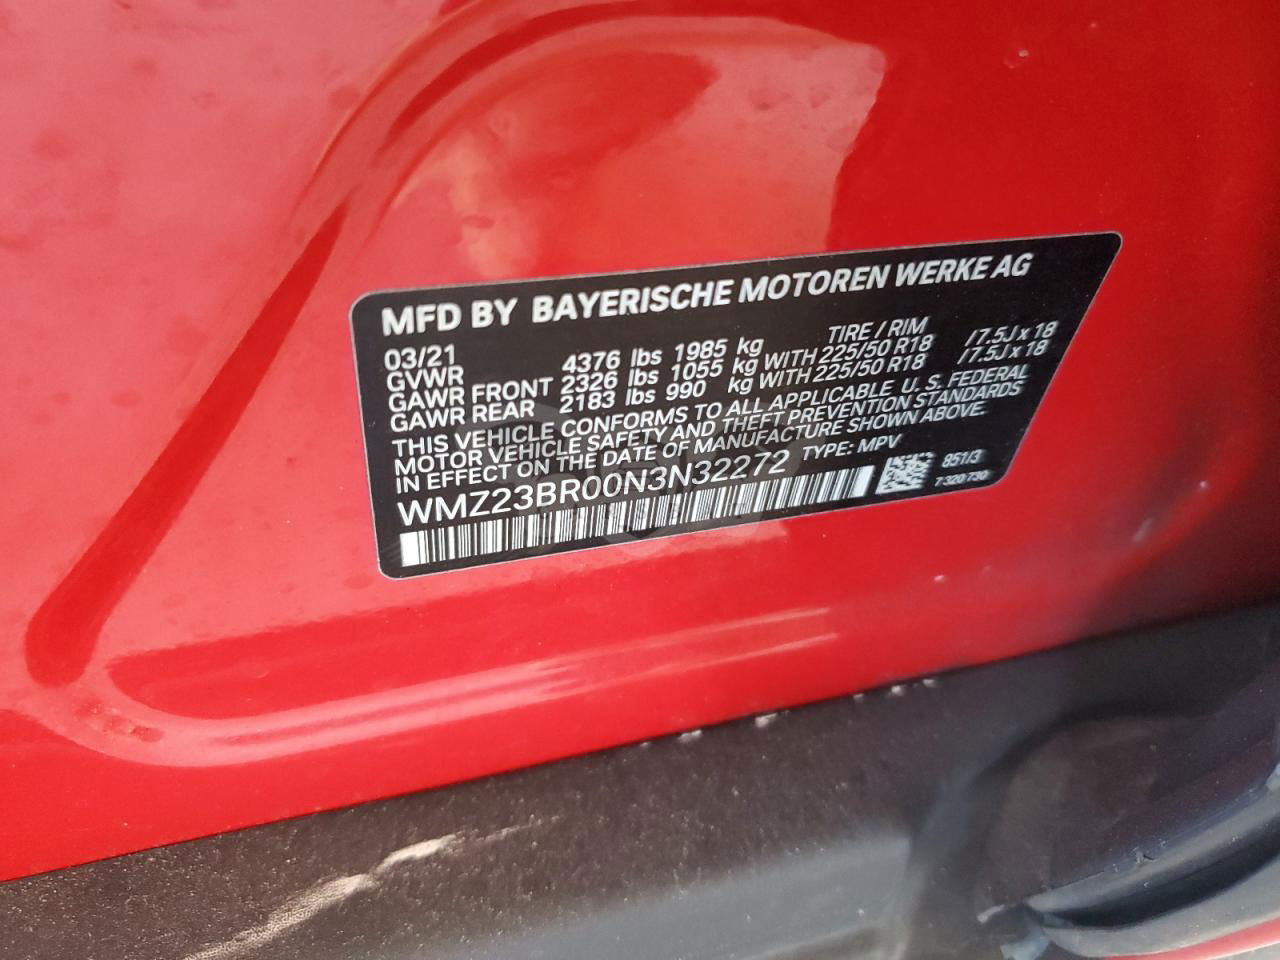 MFD BY BAYERISCHE MOTOREN WERKE AG
03/21 TIRE / RIM
GVWR 4376 lbs 1985 kg
GAWR FRONT 2326 lbs 1055 kg WITH 225/50 R18 /7.5J x 18
GAWR REAR 2183 lbs 990 kg WITH 225/50 R18 /7.5J x 18
THIS VEHICLE CONFORMS TO ALL APPLICABLE U. S. FEDERAL
MOTOR VEHICLE SAFETY AND THEFT PREVENTION STANDARDS
IN EFFECT ON THE DATE OF MANUFACTURE SHOWN ABOVE.
WMZ23BR00N3N32272 TYPE: MPV
851/3
7 320 730